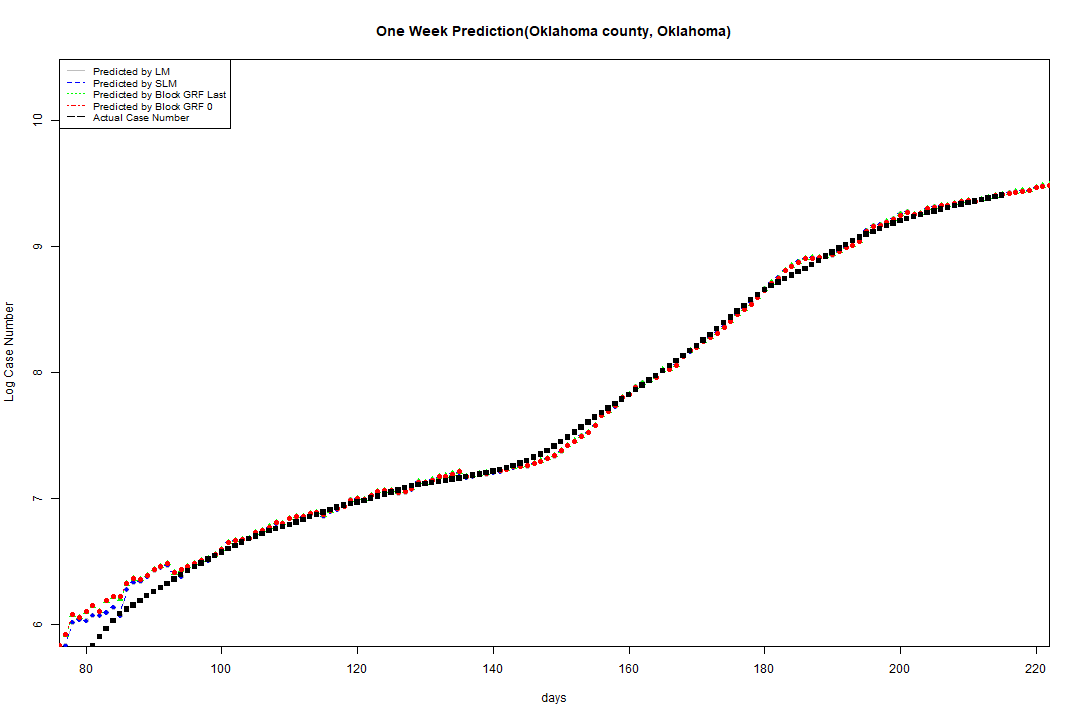 One Week Prediction(Oklahoma county, Oklahoma)
Predicted by LM
Predicted by SLM
Predicted by Block GRF Last
Predicted by Block GRF 0
Actual Case Number
10
9
8
7
6
Log Case Number
80 100 120 140 160 180 200 220
days